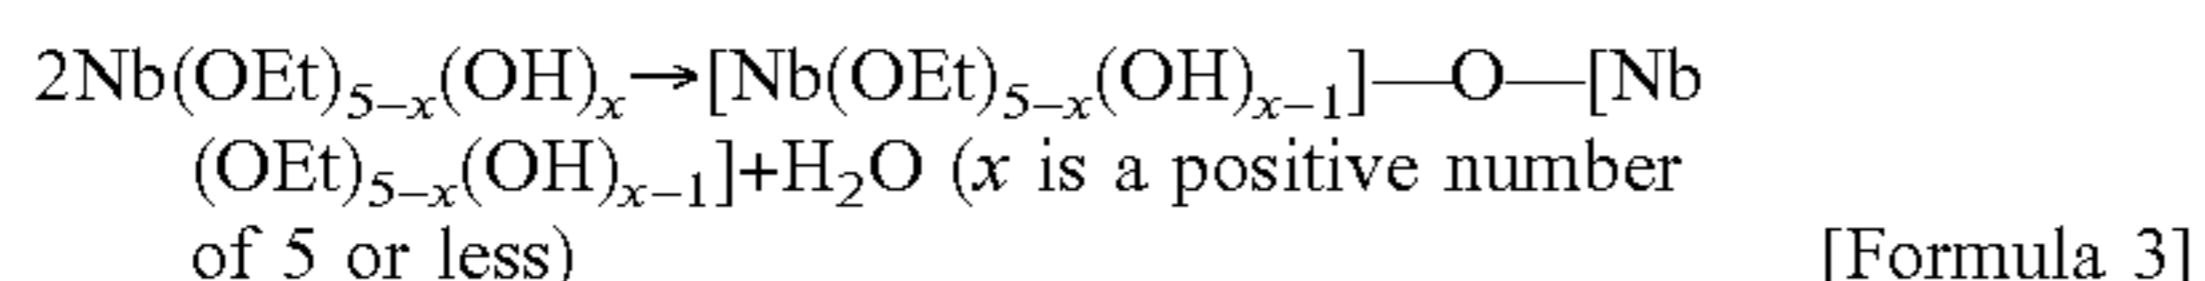 2Nb(OEt)₅₋ₓ(OH)ₓ→[Nb(OEt)₅₋ₓ(OH)ₓ₋₁]—O—[Nb
(OEt)₅₋ₓ(OH)ₓ₋₁]+H₂O (x is a positive number
of 5 or less) [Formula 3]